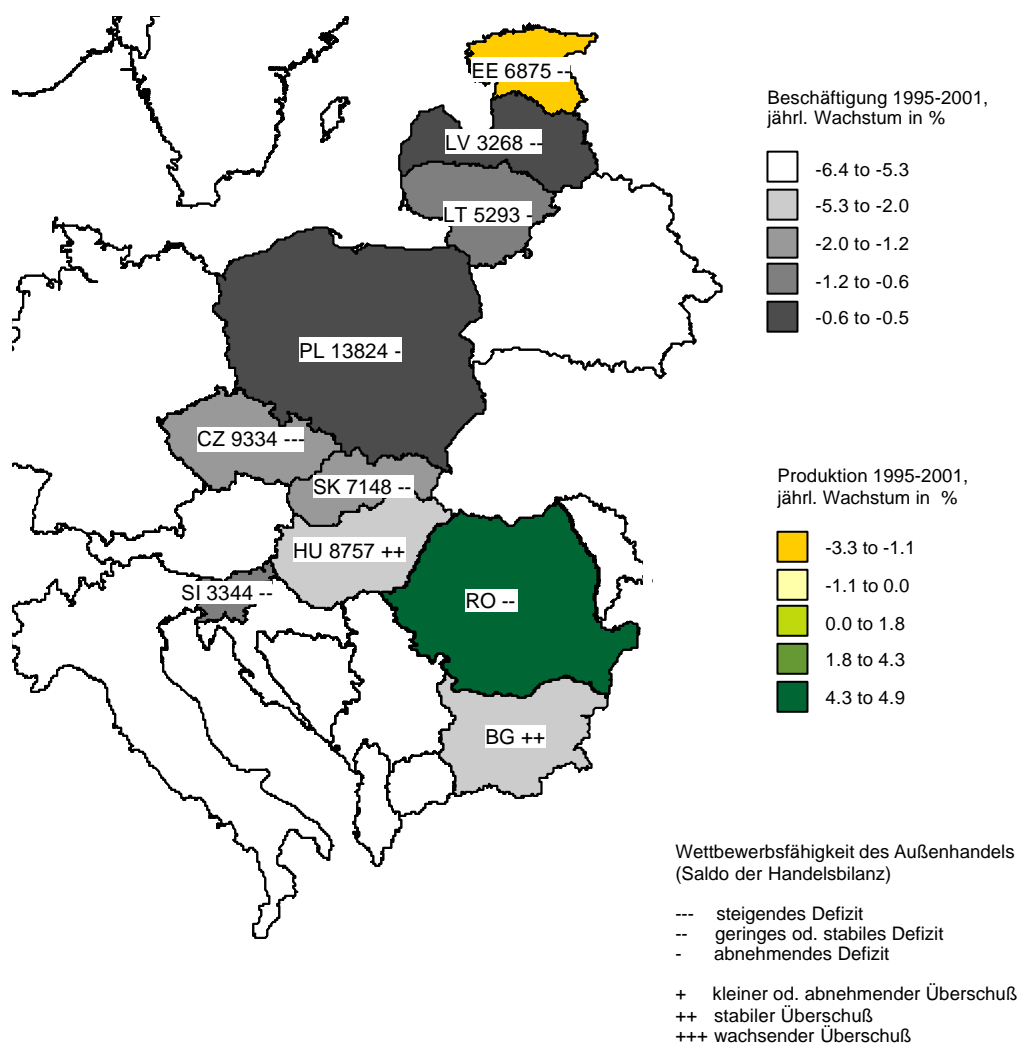 EE 6875 --
LV 3268 --
LT 5293 -
PL 13824 -
CZ 9334 ---
SK 7148 --
HU 8757 ++
SI 3344 --
RO --
BG ++
Beschäftigung 1995-2001,
jährl. Wachstum in %
-6.4 to -5.3
-5.3 to -2.0
-2.0 to -1.2
-1.2 to -0.6
-0.6 to -0.5
Produktion 1995-2001,
jährl. Wachstum in %
-3.3 to -1.1
-1.1 to 0.0
0.0 to 1.8
1.8 to 4.3
4.3 to 4.9
Wettbewerbsfähigkeit des Außenhandels
(Saldo der Handelsbilanz)
--- steigendes Defizit
-- geringes od. stabiles Defizit
- abnehmendes Defizit
+ kleiner od. abnehmender Überschuß
++ stabiler Überschuß
+++ wachsender Überschuß